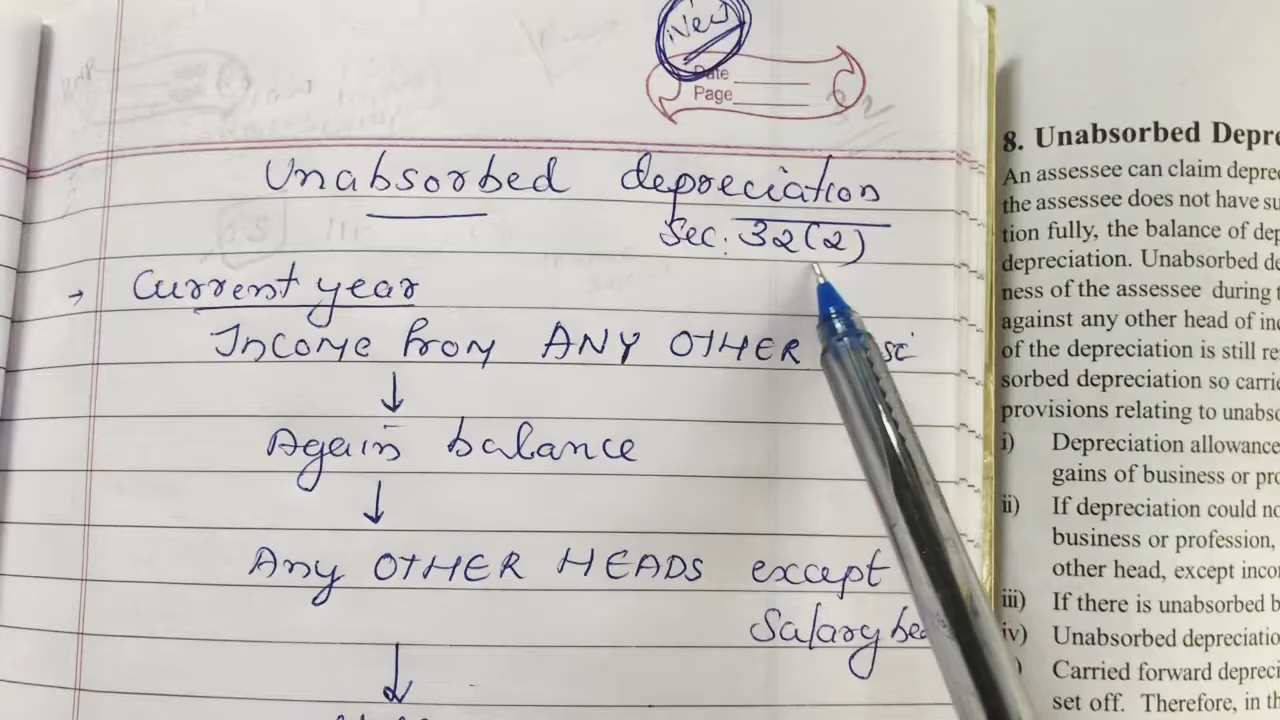 Date
Page
Unabsorbed depreciation
Sec: 32(2)
→ Current year
Income from ANY OTHER
↓
Again balance
↓
Any OTHER HEADS except
Salary
↓
8. Unabsorbed Depre
An assessee can claim depre
the assessee does not have su
tion fully, the balance of dep
depreciation. Unabsorbed de
ness of the assessee during t
against any other head of in
of the depreciation is still re
sorbed depreciation so carri
provisions relating to unabso
i) Depreciation allowance
gains of business or pro
ii) If depreciation could no
business or profession,
other head, except inco
iii) If there is unabsorbed b
iv) Unabsorbed depreciatio
Carried forward depreci
set off. Therefore, in th